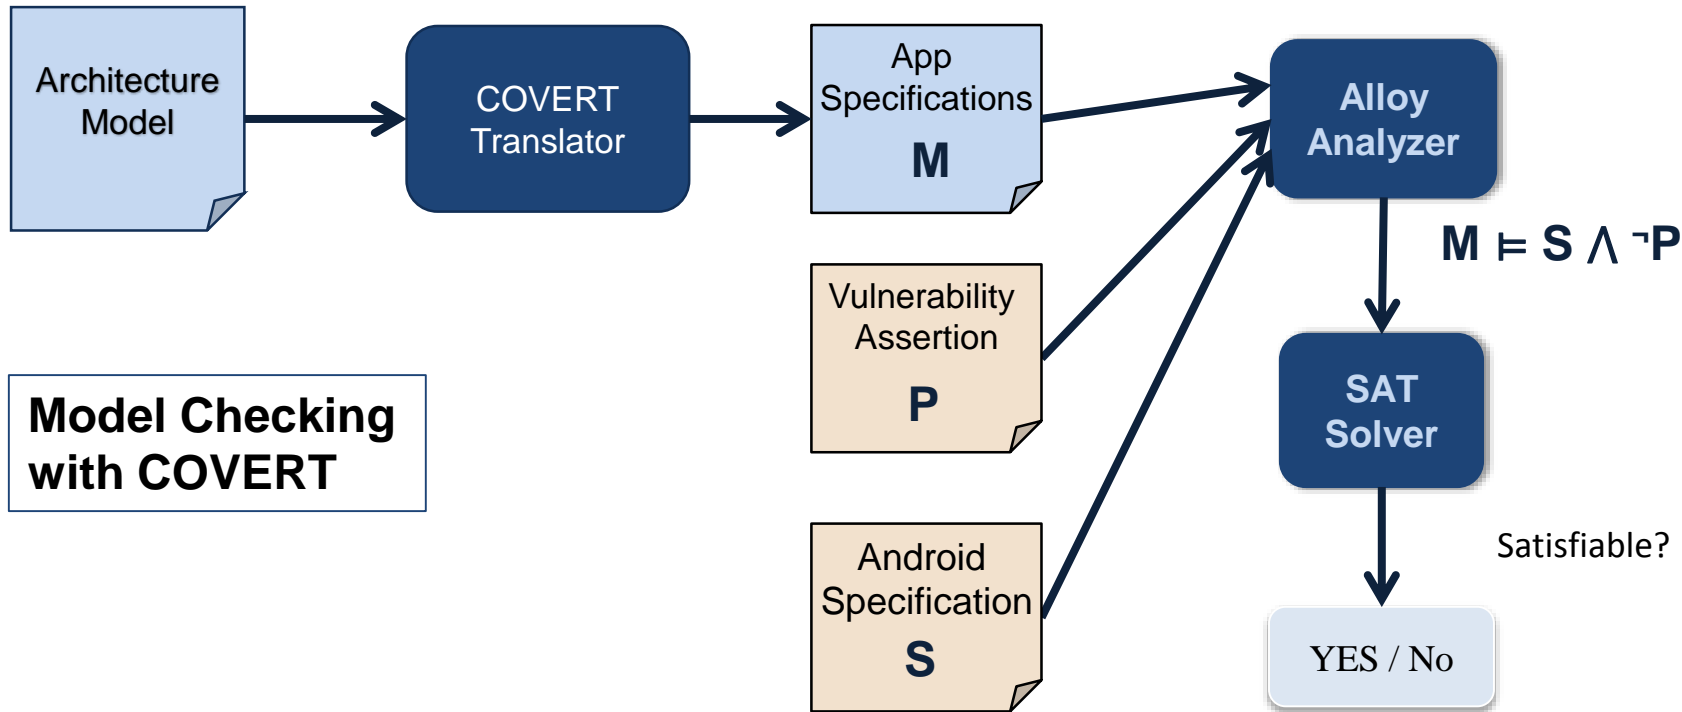 Architecture
Model
COVERT
Translator
App
Specifications
M
Alloy
Analyzer
M ⊨ S ⋀ ¬P
Vulnerability
Assertion
P
SAT
Solver
Model Checking
with COVERT
Android
Specification
S
Satisfiable?
YES / No